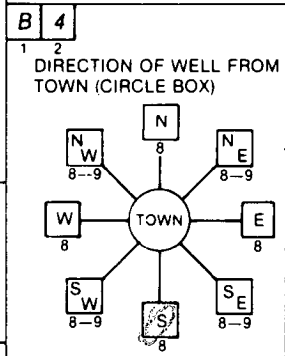 B 4
1 2
DIRECTION OF WELL FROM
TOWN (CIRCLE BOX)
N
8
N W
8--9
N E
8-9
W
8
TOWN
E
8
S W
8-9
S
8
S E
8-9